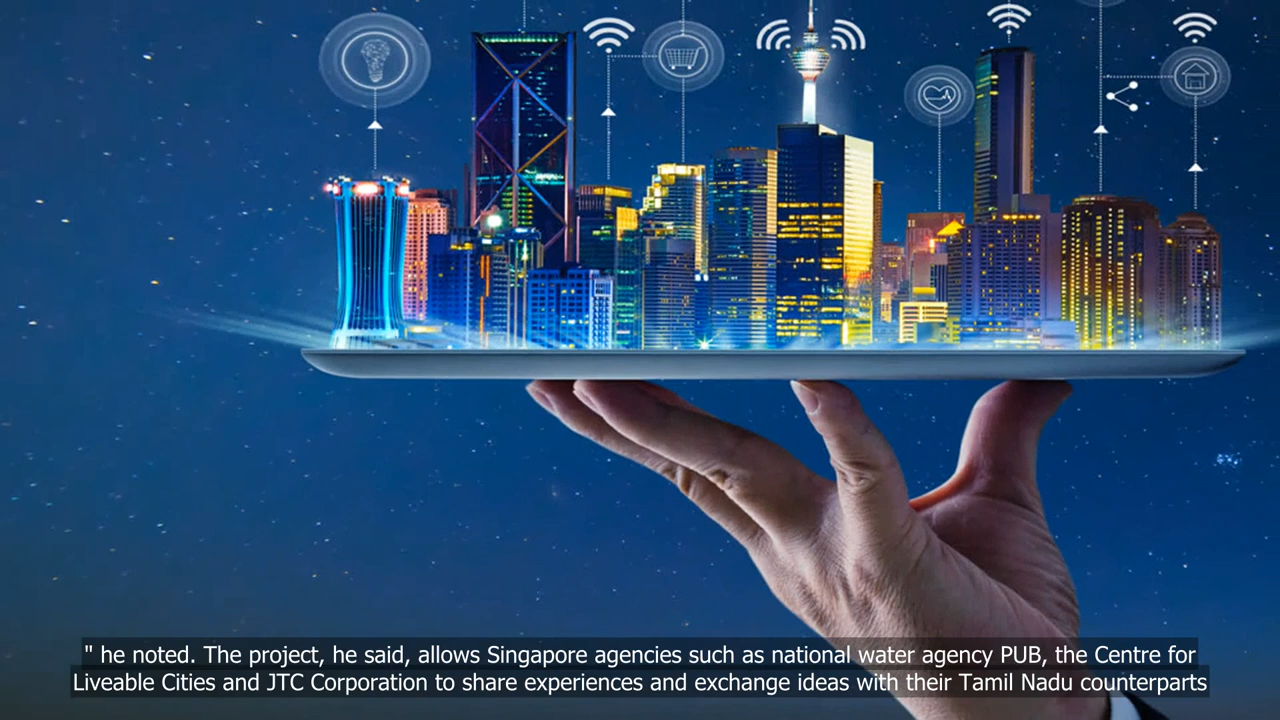 " he noted. The project, he said, allows Singapore agencies such as national water agency PUB, the Centre for
Liveable Cities and JTC Corporation to share experiences and exchange ideas with their Tamil Nadu counterparts